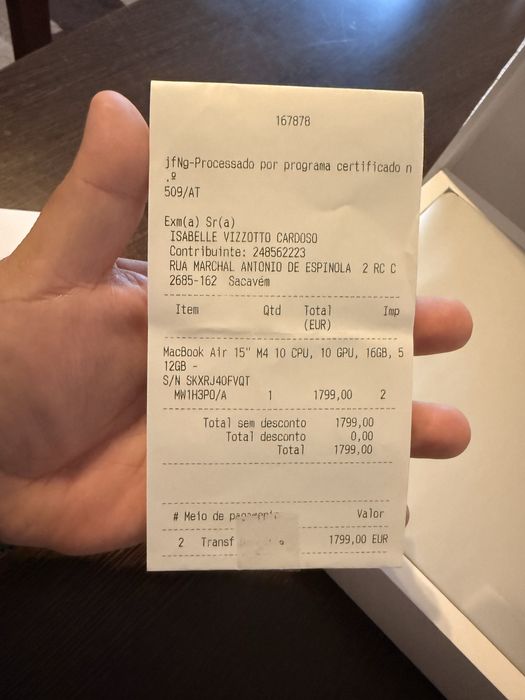 167878
jfNg-Processado por programa certificado n
.º
509/AT
Exm(a) Sr(a)
ISABELLE VIZZOTTO CARDOSO
Contribuinte: 248562223
RUA MARCHAL ANTONIO DE ESPINOLA 2 RC C
2685-162 Sacavém
Item Qtd Total Imp
(EUR)
MacBook Air 15" M4 10 CPU, 10 GPU, 16GB, 5
12GB -
S/N SKXRJ40FVQT
MW1H3PO/A 1 1799,00 2
Total sem desconto 1799,00
Total desconto 0,00
Total 1799,00
# Meio de pagamento Valor
2 Transf 1799,00 EUR